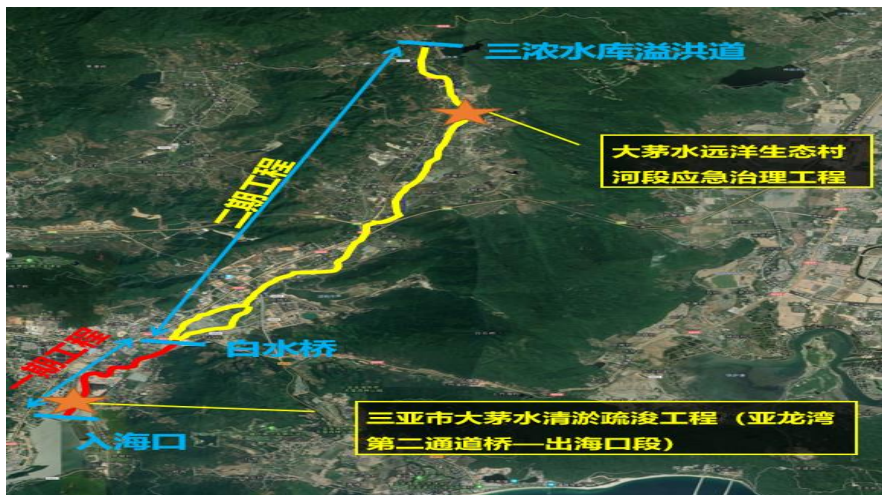 三浓水库溢洪道
大茅水远洋生态村
河段应急治理工程
二期工程
白水桥
一期工程
三亚市大茅水清淤疏浚工程（亚龙湾
第二通道桥—出海口段）
入海口